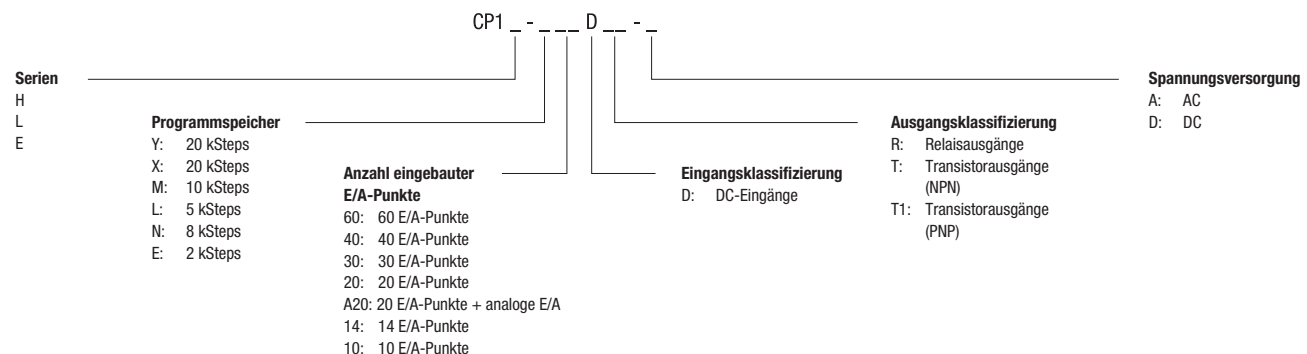 CP1 _ - _ _ _ D _ _ - _
Serien
H
L
E
Programmspeicher
Y: 20 kSteps
X: 20 kSteps
M: 10 kSteps
L: 5 kSteps
N: 8 kSteps
E: 2 kSteps
Anzahl eingebauter
E/A-Punkte
60: 60 E/A-Punkte
40: 40 E/A-Punkte
30: 30 E/A-Punkte
20: 20 E/A-Punkte
A20: 20 E/A-Punkte + analoge E/A
14: 14 E/A-Punkte
10: 10 E/A-Punkte
Eingangsklassifizierung
D: DC-Eingänge
Ausgangsklassifizierung
R: Relaisausgänge
T: Transistorausgänge
(NPN)
T1: Transistorausgänge
(PNP)
Spannungsversorgung
A: AC
D: DC